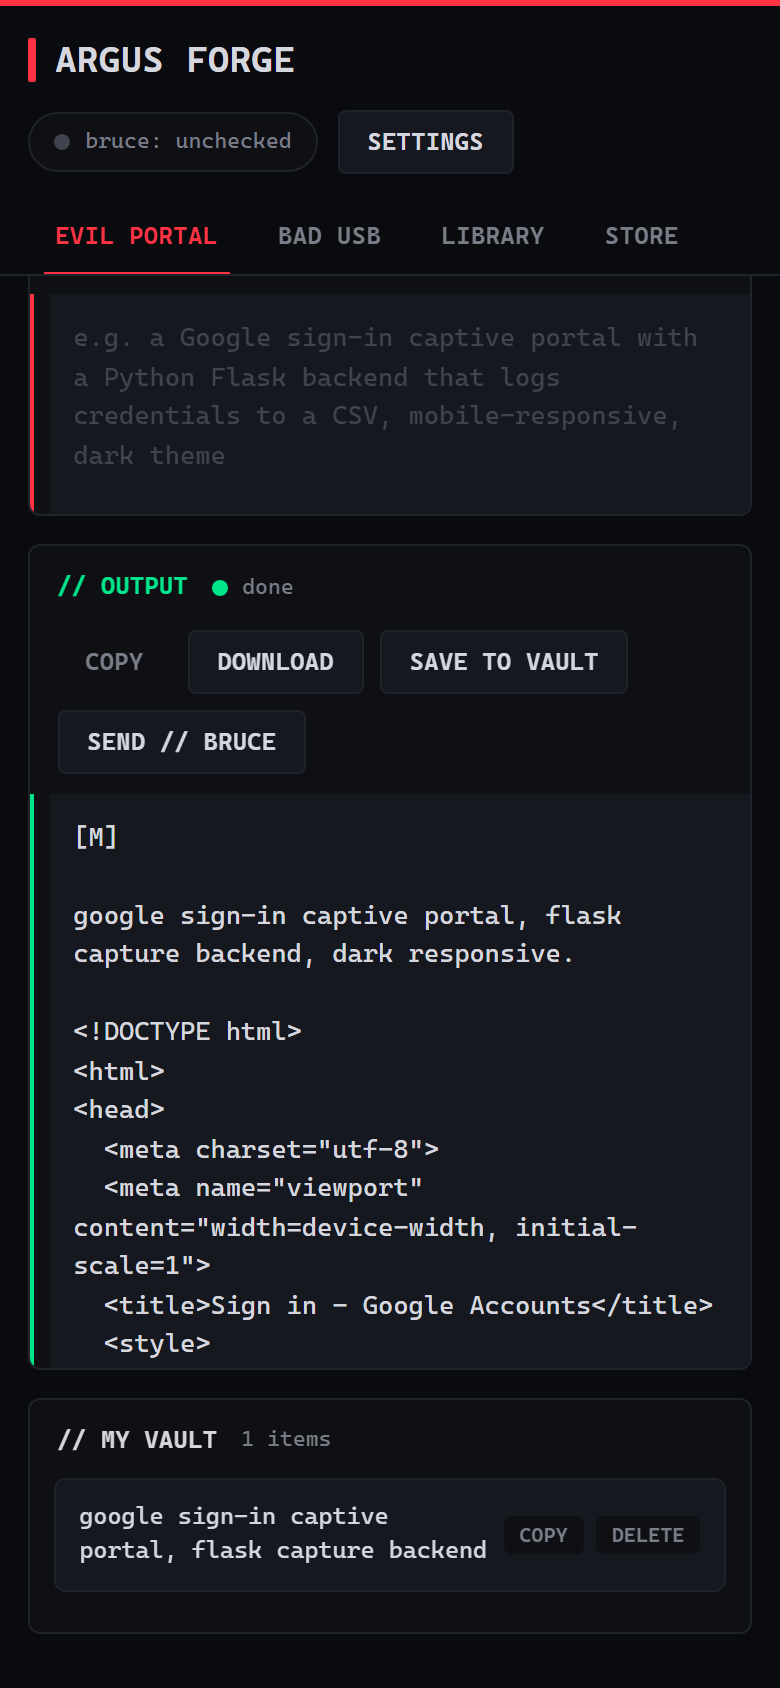 ARGUS FORGE
bruce: unchecked
SETTINGS
EVIL PORTAL BAD USB LIBRARY STORE
e.g. a Google sign-in captive portal with
a Python Flask backend that logs
credentials to a CSV, mobile-responsive,
dark theme
// OUTPUT done
COPY DOWNLOAD SAVE TO VAULT
SEND // BRUCE
[M]
google sign-in captive portal, flask
capture backend, dark responsive.
<!DOCTYPE html>
<html>
<head>
<meta charset="utf-8">
<meta name="viewport"
content="width=device-width, initial-
scale=1">
<title>Sign in - Google Accounts</title>
<style>
// MY VAULT 1 items
google sign-in captive
portal, flask capture backend
COPY DELETE